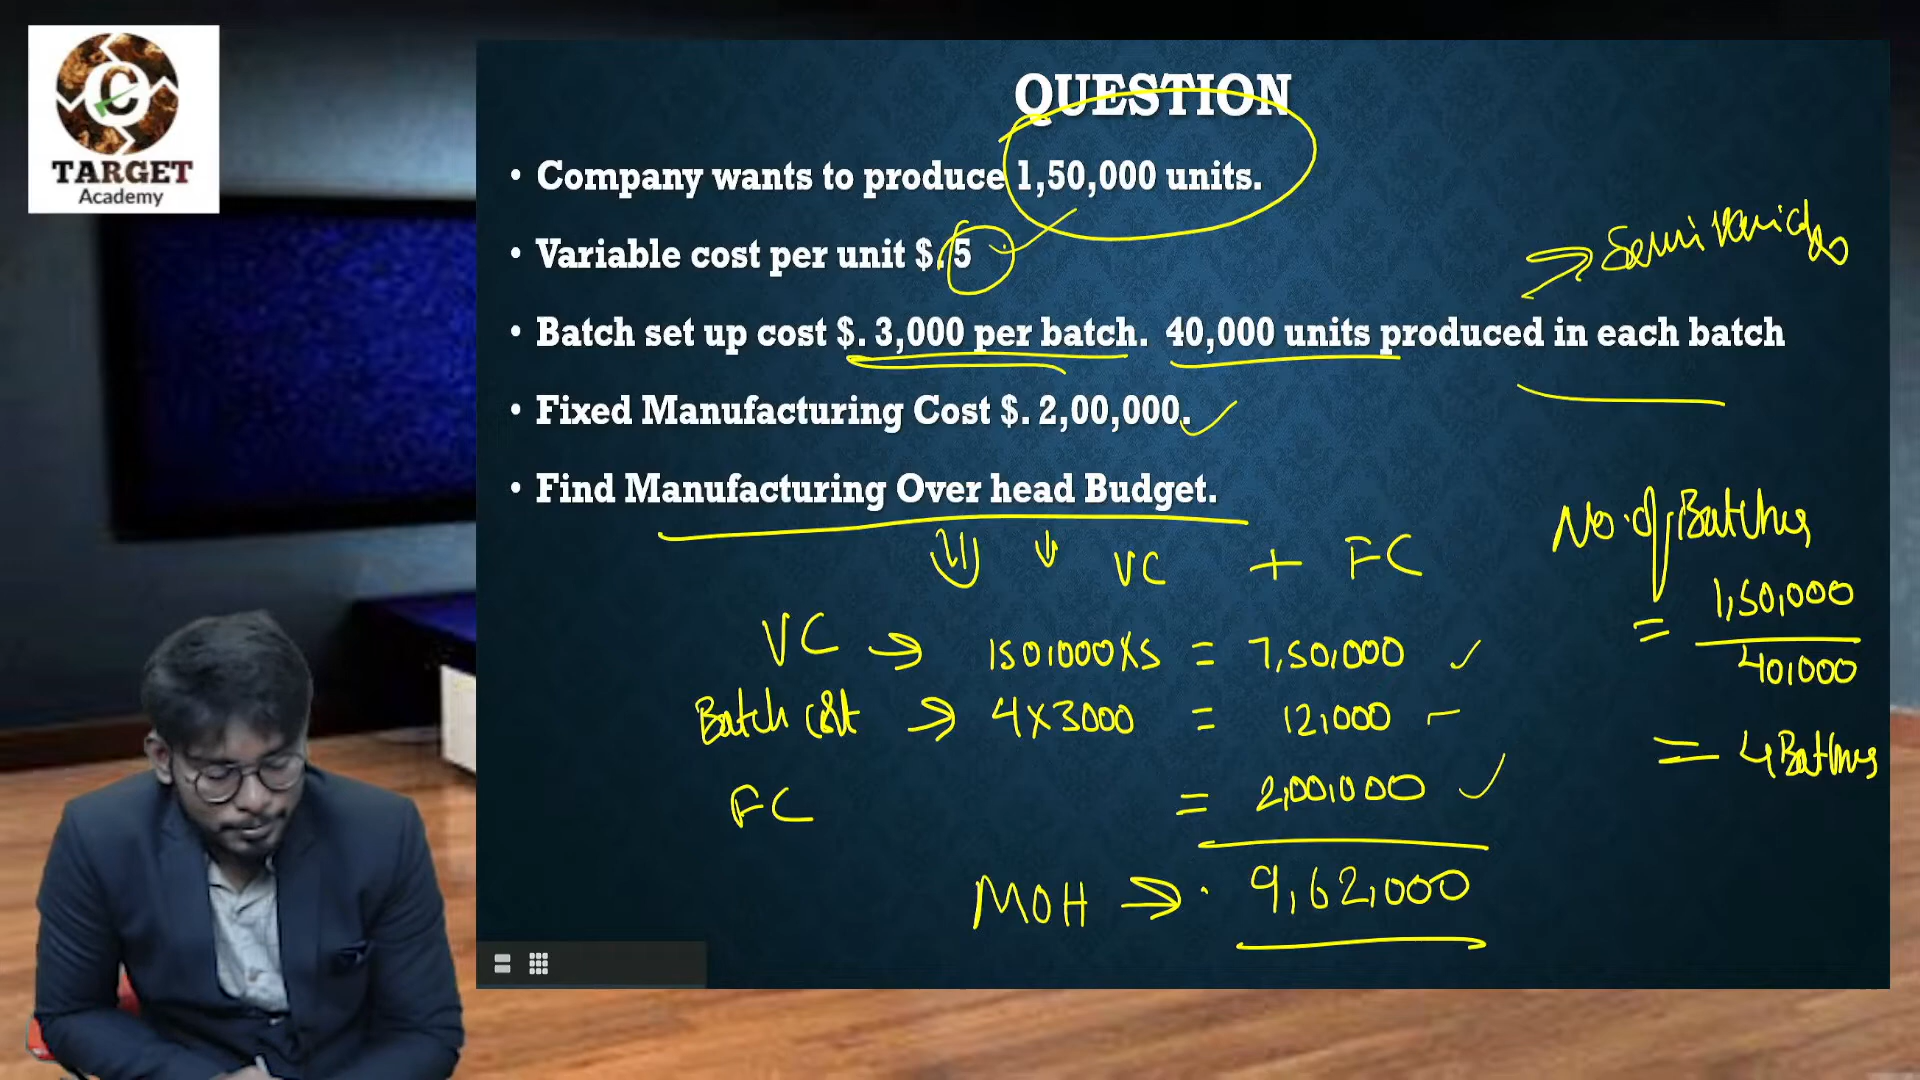 TARGET
Academy
QUESTION
• Company wants to produce 1,50,000 units.
• Variable cost per unit $. 5
→ Semi Variable
• Batch set up cost $. 3,000 per batch. 40,000 units produced in each batch
• Fixed Manufacturing Cost $. 2,00,000.
• Find Manufacturing Over head Budget.
VC + FC
VC → 150,000 X 5 = 7,50,000 ✓
Batch cost → 4 X 3000 = 12,000 –
FC = 2,00,000 ✓
MOH → 9,62,000
No. of Batches
= 1,50,000
40,000
= 4 Batches